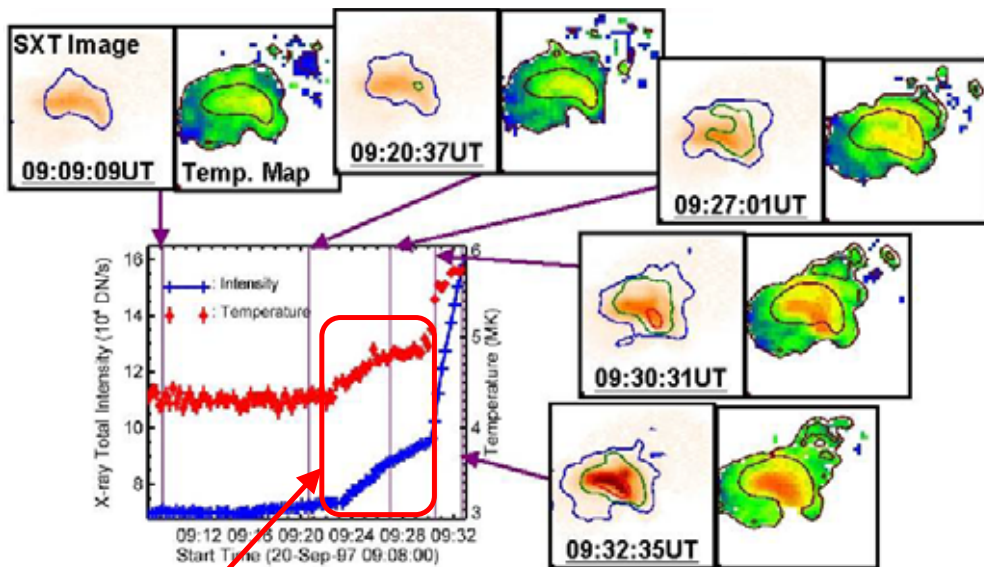 SXT Image
09:09:09UT
Temp. Map
09:20:37UT
09:27:01UT
09:30:31UT
09:32:35UT
16
14
12
10
8
X-ray Total Intensity (10⁴ DN/s)
: Intensity
: Temperature
6
5
4
3
Temperature (MK)
09:12 09:16 09:20 09:24 09:28 09:32
Start Time (20-Sep-97 09:08:00)